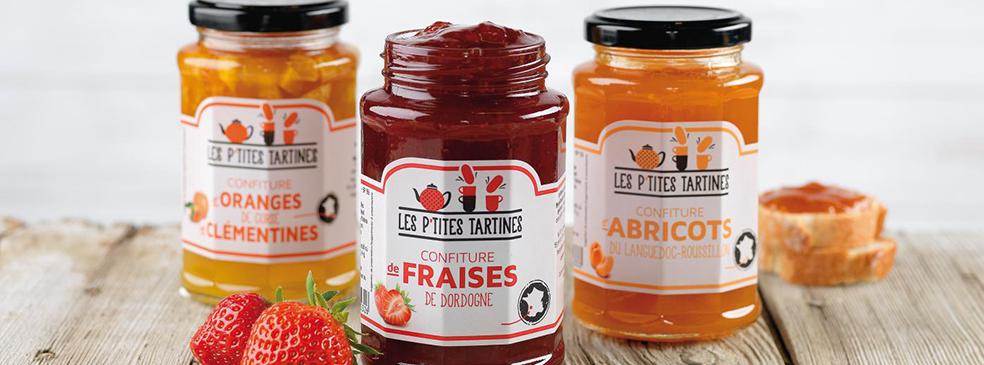 LES P'TITES TARTINES
CONFITURE
d'ORANGES
DE CORSE
et CLÉMENTINES
LES P'TITES TARTINES
CONFITURE
de FRAISES
DE DORDOGNE
LES P'TITES TARTINES
CONFITURE
d'ABRICOTS
DU LANGUEDOC-ROUSSILLON